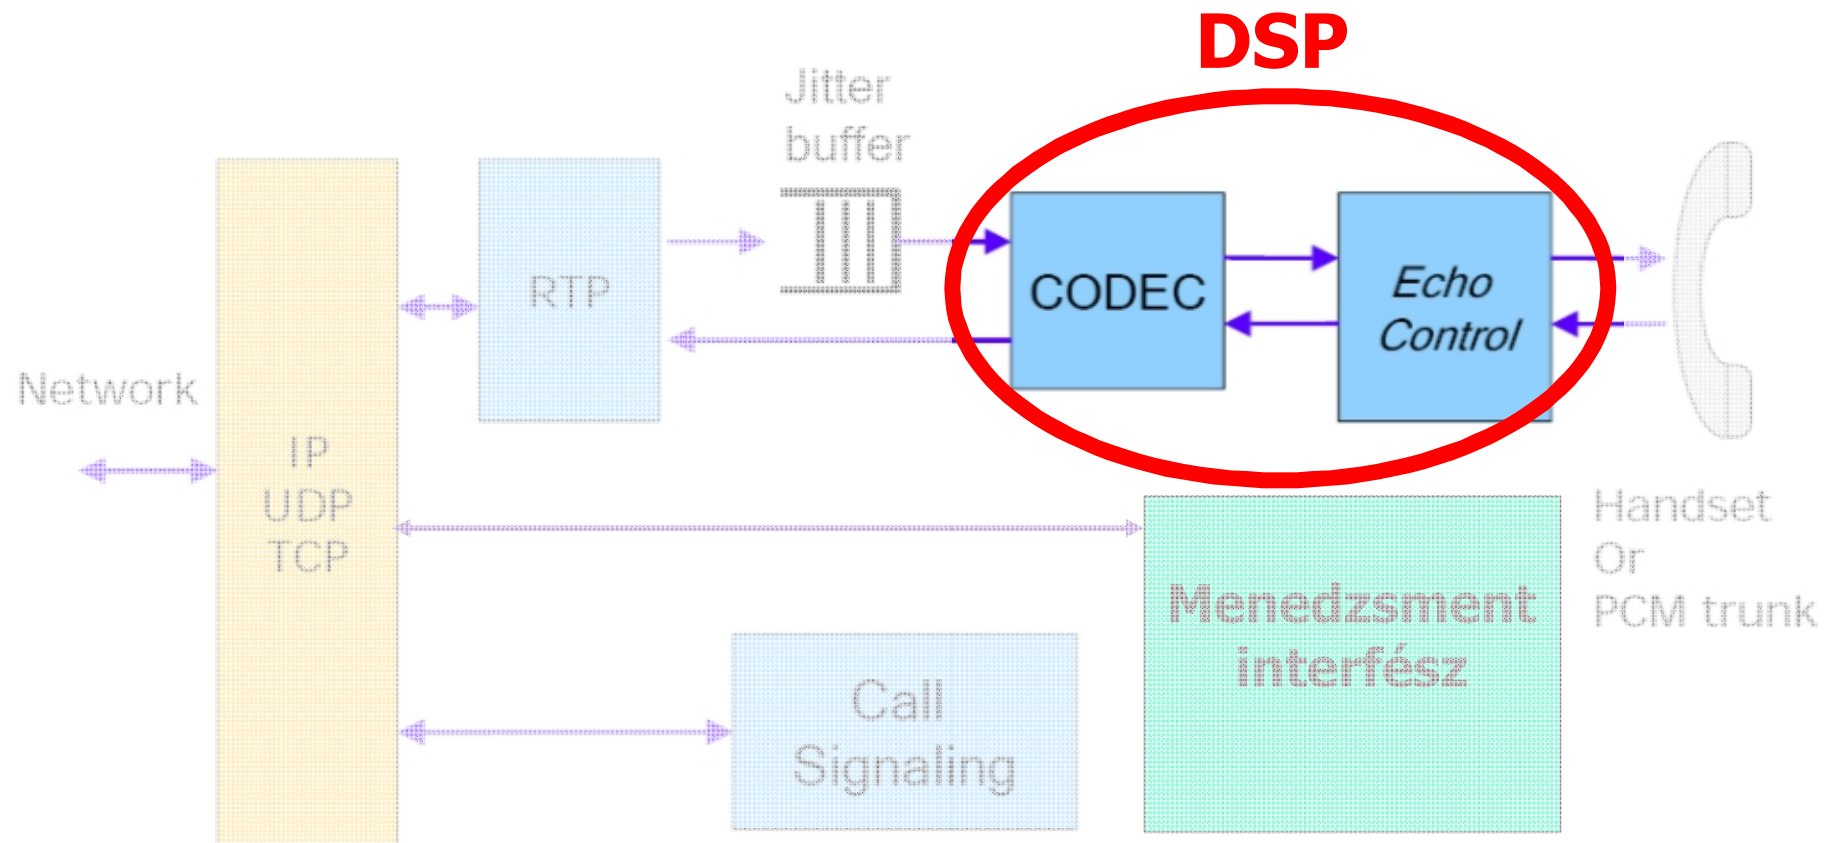 DSP
Jitter
buffer
RTP
CODEC
Echo
Control
Network
IP
UDP
TCP
Handset
Or
PCM trunk
Menedzsment
interfész
Call
Signaling